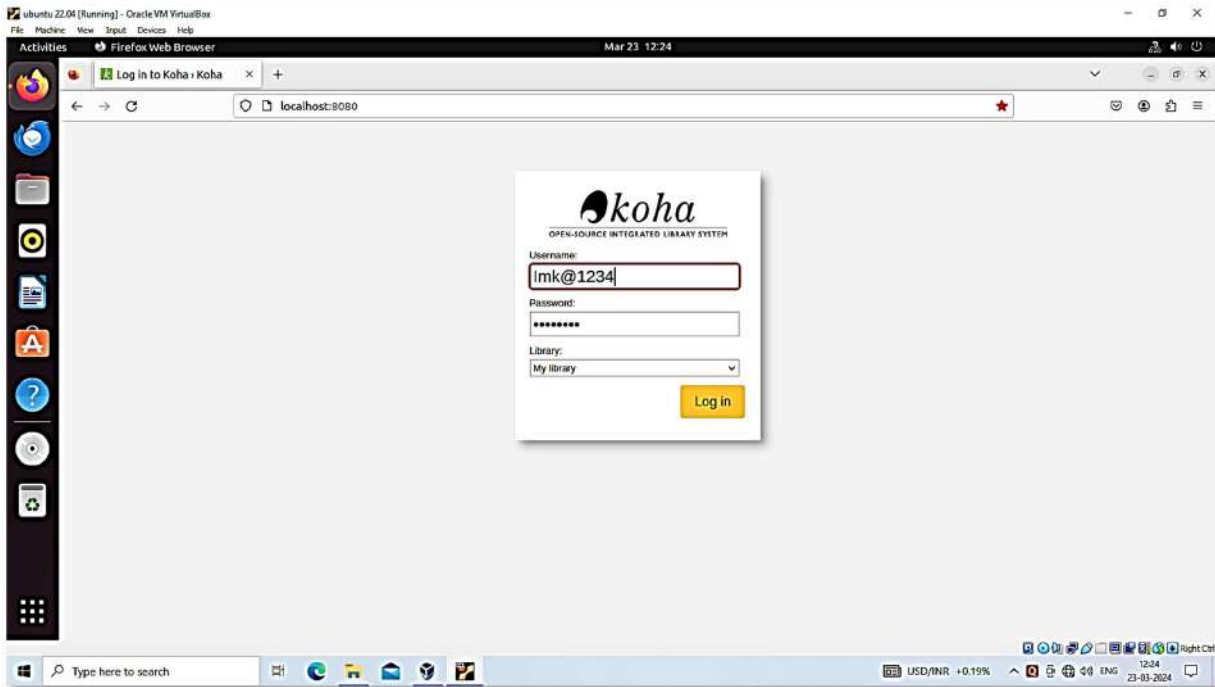 ubuntu 22.04 [Running] - Oracle VM VirtualBox
File Machine View Input Devices Help
Activities Firefox Web Browser Mar 23 12:24
Log in to Koha › Koha
localhost:8080
koha
OPEN-SOURCE INTEGRATED LIBRARY SYSTEM
Username:
lmk@1234
Password:
Library:
My library
Log in
Right Ctrl
Type here to search
USD/INR +0.19%
ENG
12:24
23-03-2024